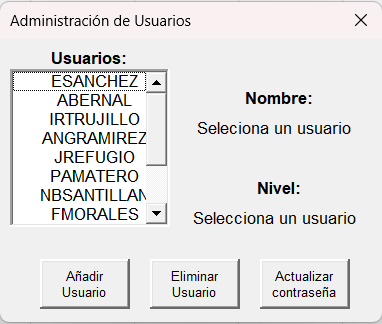 Administración de Usuarios
Usuarios:
ESANCHEZ
ABERNAL
IRTRUJILLO
ANGRAMIREZ
JREFUGIO
PAMATERO
NBSANTILLAN
FMORALES
Nombre:
Seleciona un usuario
Nivel:
Selecciona un usuario
Añadir
Usuario
Eliminar
Usuario
Actualizar
contraseña